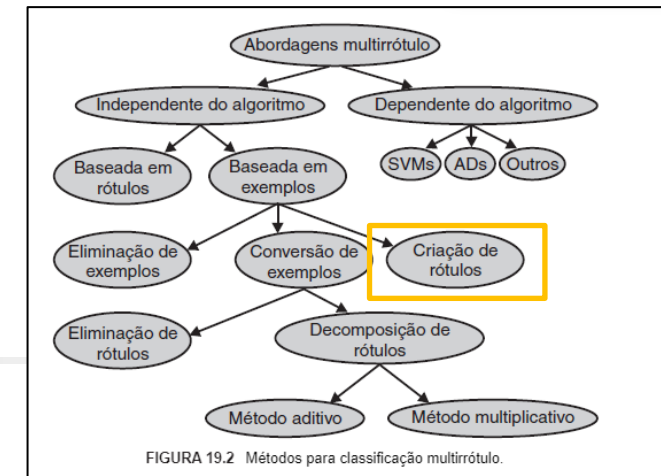 Abordagens multirrótulo
Independente do algoritmo
Dependente do algoritmo
Baseada em
rótulos
Baseada em
exemplos
SVMs
ADs
Outros
Eliminação de
exemplos
Conversão de
exemplos
Criação de
rótulos
Eliminação de
rótulos
Decomposição de
rótulos
Método aditivo
Método multiplicativo
FIGURA 19.2 Métodos para classificação multirrótulo.